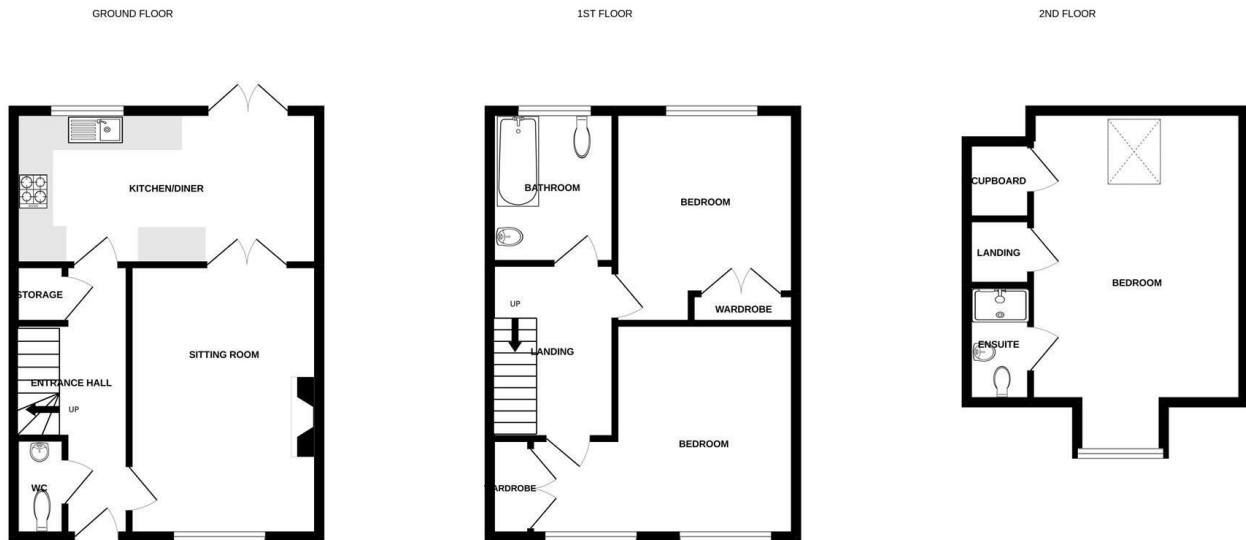 GROUND FLOOR
1ST FLOOR
2ND FLOOR
KITCHEN/DINER
STORAGE
SITTING ROOM
ENTRANCE HALL
UP
WC
BATHROOM
BEDROOM
WARDROBE
UP
LANDING
BEDROOM
WARDROBE
CUPBOARD
LANDING
BEDROOM
ENSUITE